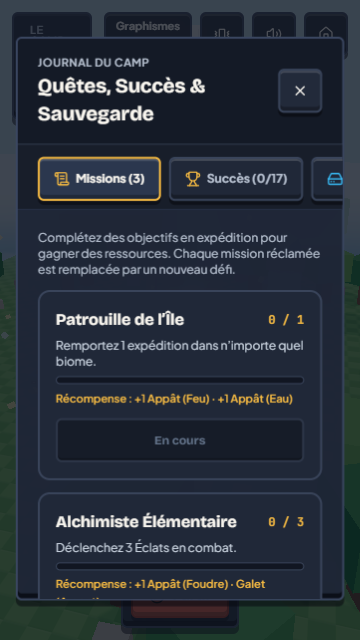 LE
Graphismes
JOURNAL DU CAMP
Quêtes, Succès &
Sauvegarde
Missions (3)
Succès (0/17)
Complétez des objectifs en expédition pour
gagner des ressources. Chaque mission réclamée
est remplacée par un nouveau défi.
Patrouille de l'Île
0 / 1
Remportez 1 expédition dans n'importe quel
biome.
Récompense : +1 Appât (Feu) · +1 Appât (Eau)
En cours
Alchimiste Élémentaire
0 / 3
Déclenchez 3 Éclats en combat.
Récompense : +1 Appât (Foudre) · Galet